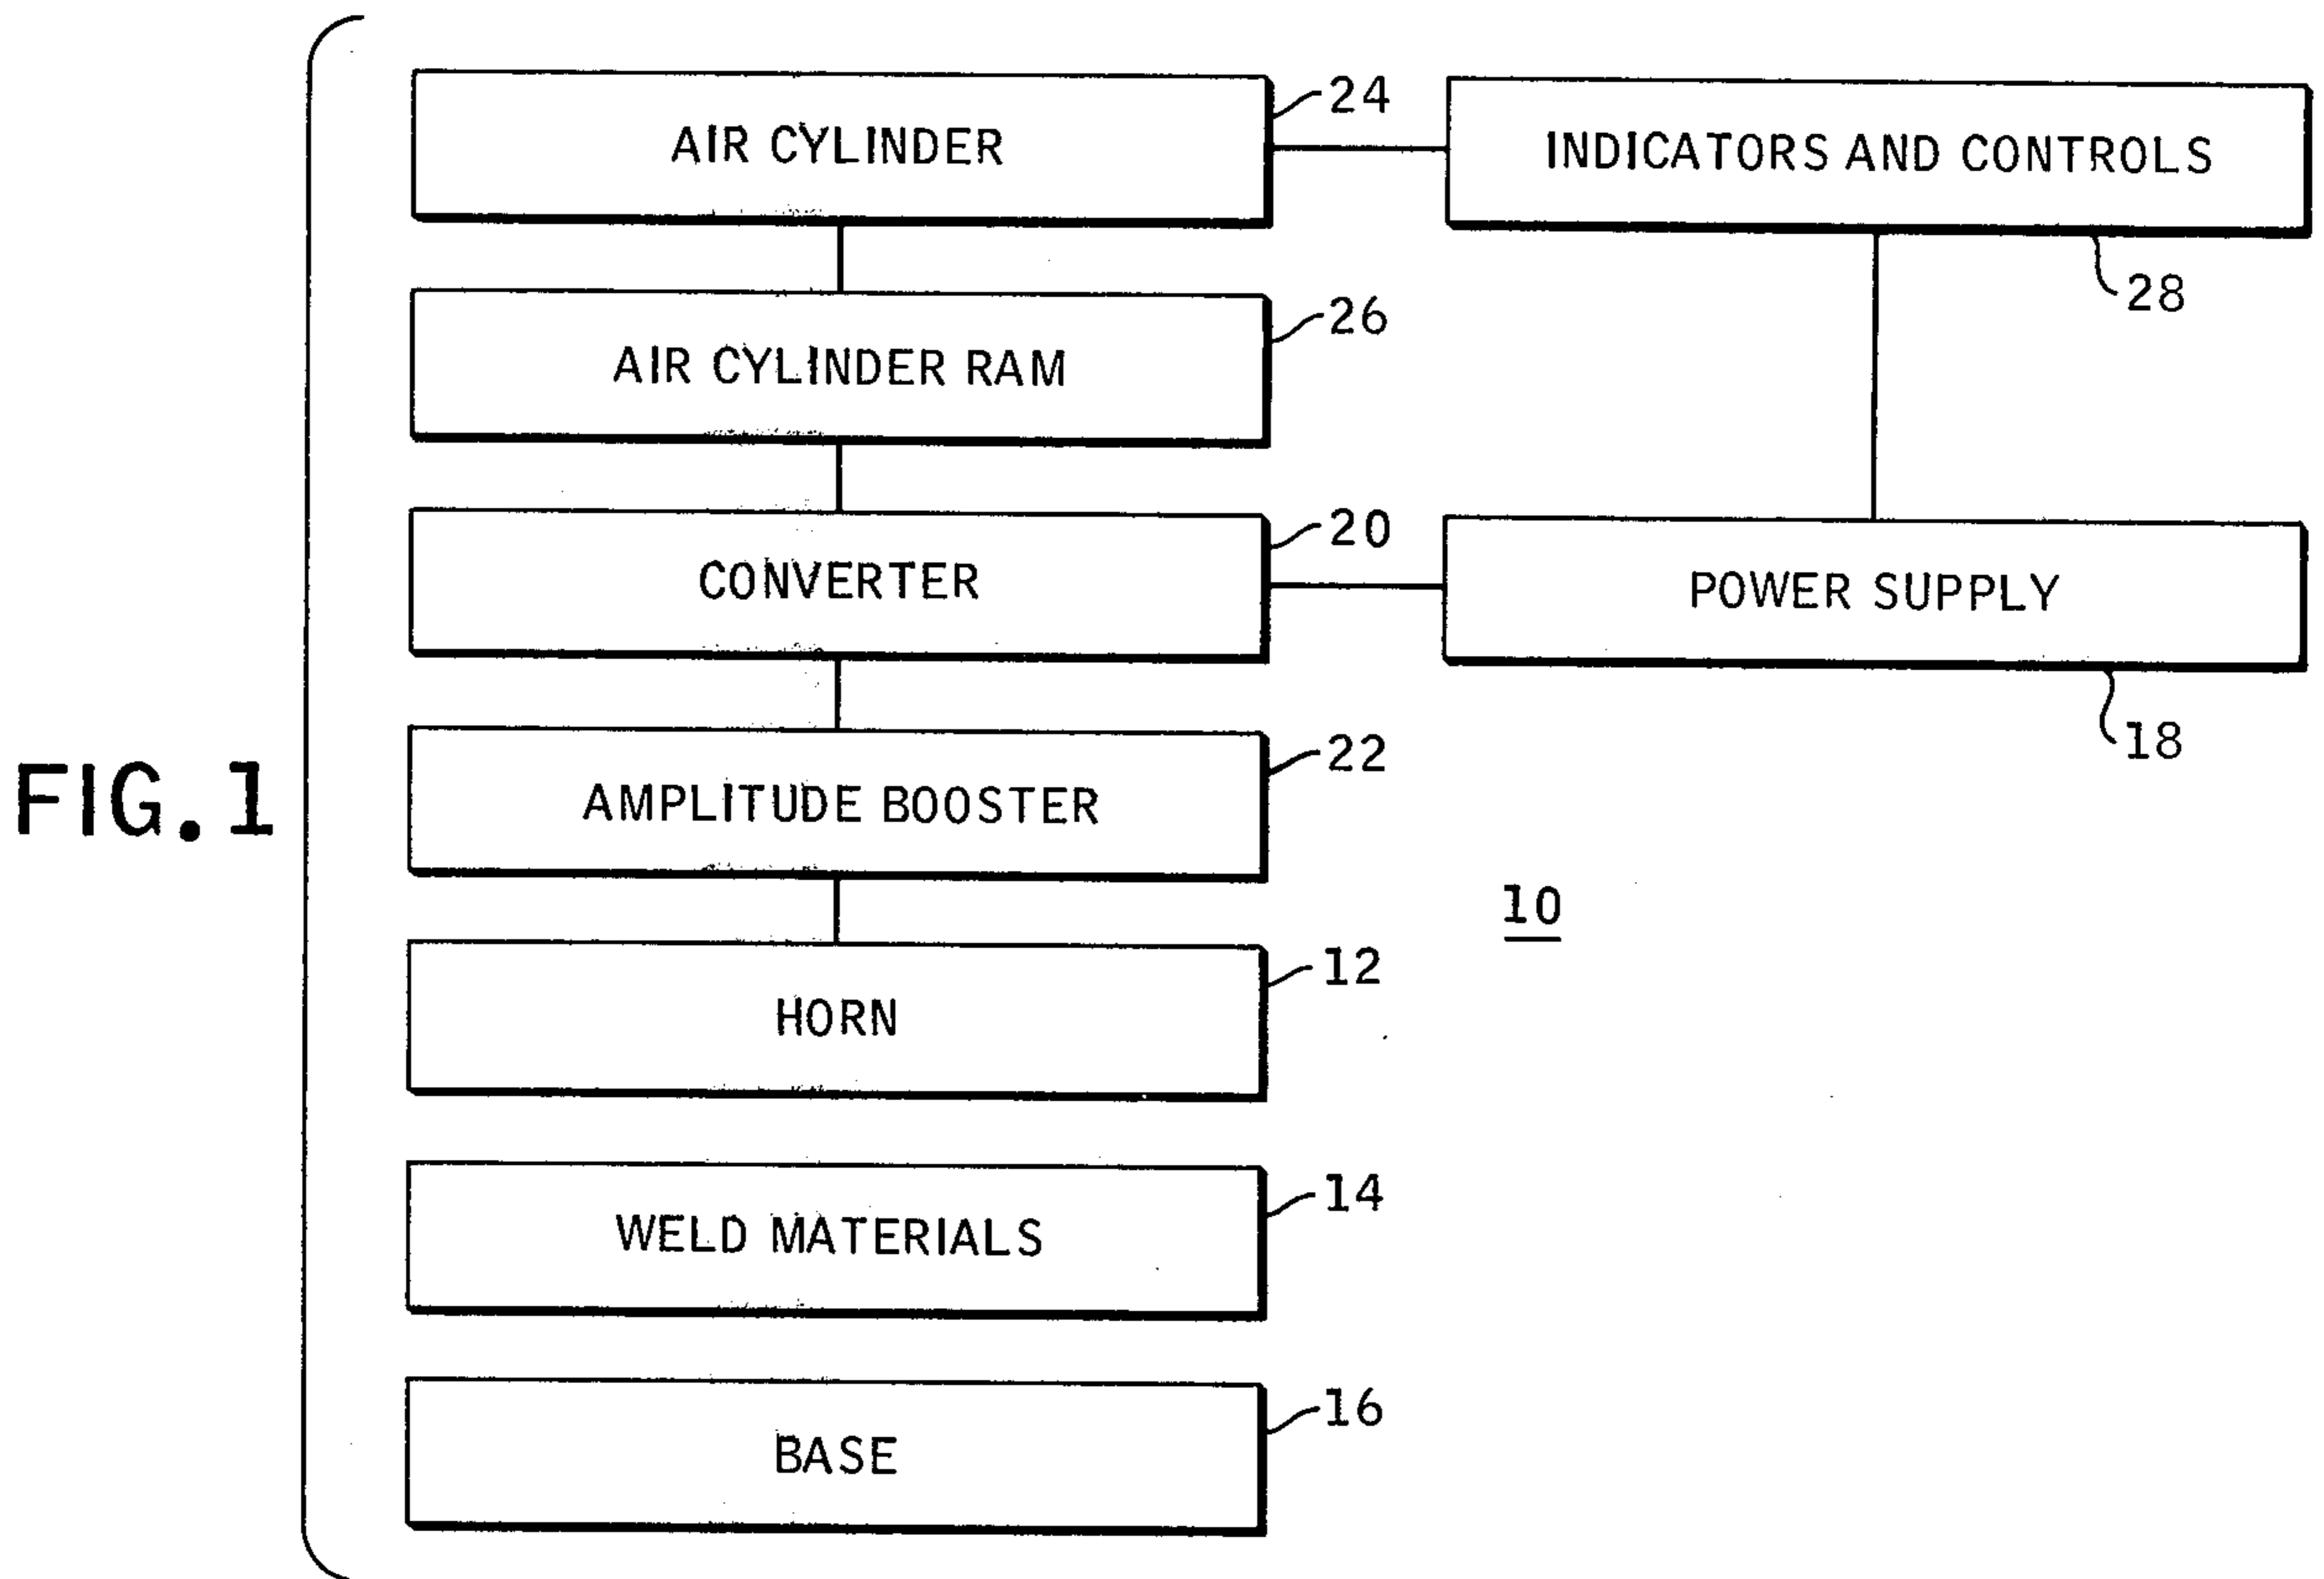 24
AIR CYLINDER
INDICATORS AND CONTROLS
28
26
AIR CYLINDER RAM
20
CONVERTER
POWER SUPPLY
18
22
AMPLITUDE BOOSTER
FIG.1
10
12
HORN
14
WELD MATERIALS
16
BASE